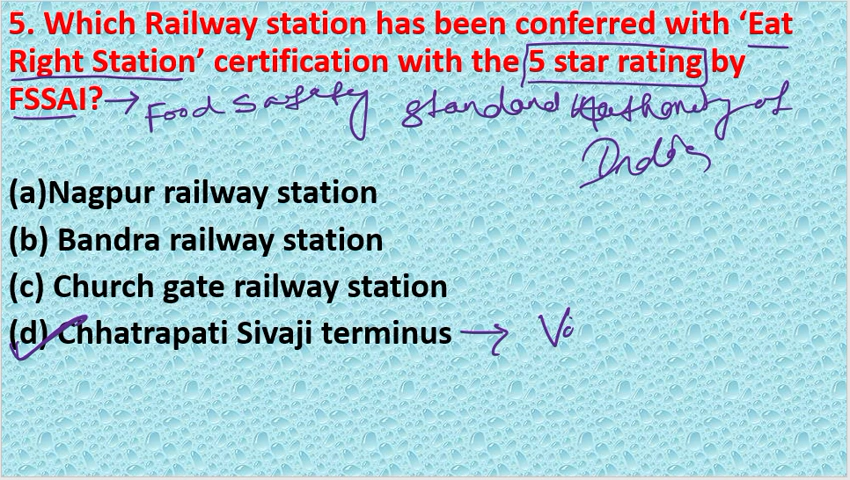 5. Which Railway station has been conferred with ‘Eat
Right Station’ certification with the 5 star rating by
FSSAI? → Food Safety Standard Authority of
India
(a)Nagpur railway station
(b) Bandra railway station
(c) Church gate railway station
(d) Chhatrapati Sivaji terminus → Vi